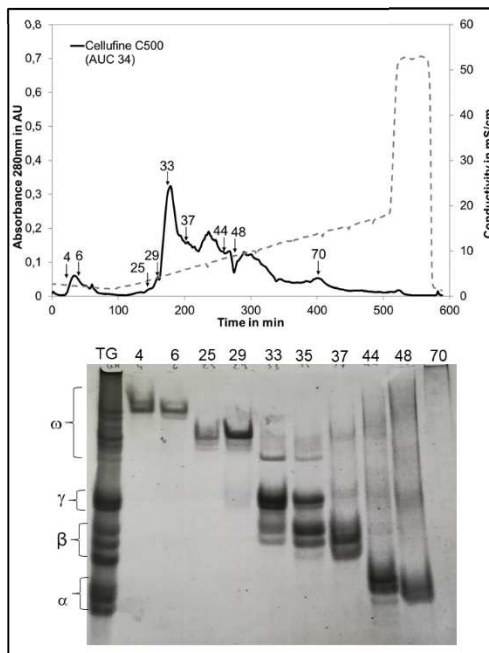 Cellufine C500
(AUC 34)
Absorbance 280nm in AU
0,8
0,7
0,6
0,5
0,4
0,3
0,2
0,1
0
Conductivity in mS/cm
60
50
40
30
20
10
0
33
37
44
48
29
25
4
6
70
0 100 200 300 400 500 600
Time in min
TG 4 6 25 29 33 35 37 44 48 70
ω
γ
β
α